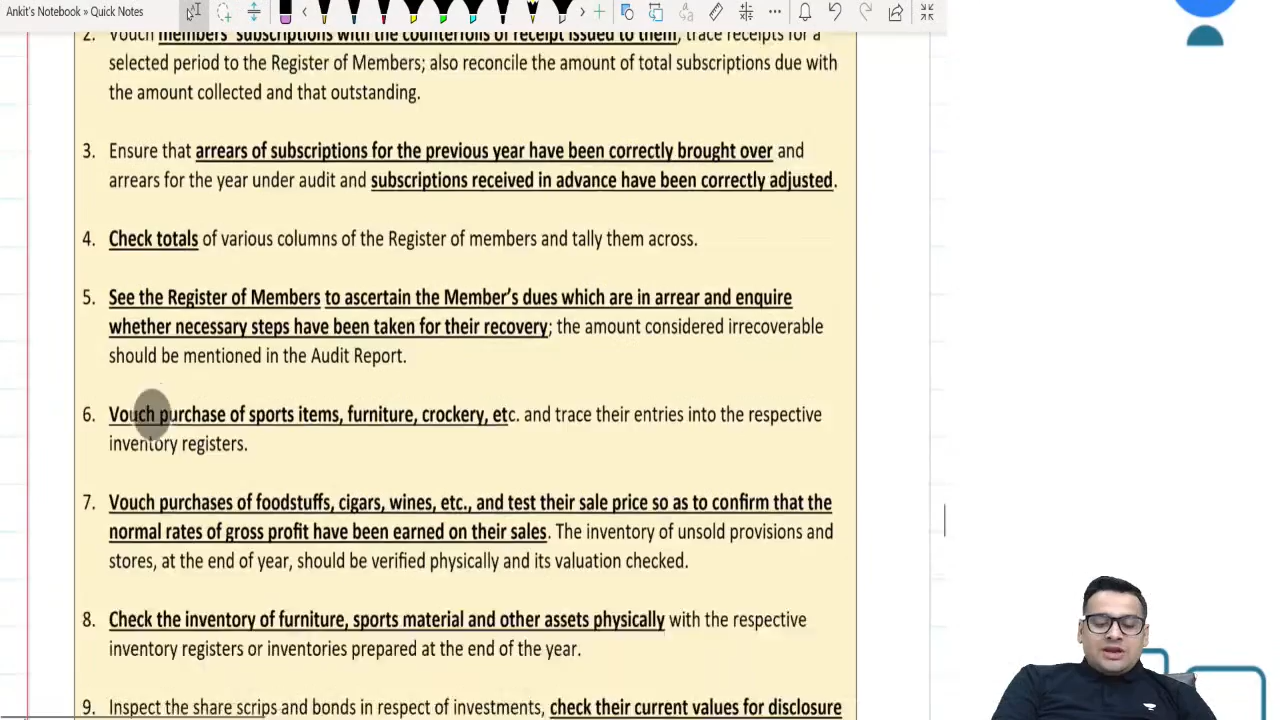 Ankit's Notebook » Quick Notes
2. Vouch members' subscriptions with the counterfoils of receipt issued to them, trace receipts for a
selected period to the Register of Members; also reconcile the amount of total subscriptions due with
the amount collected and that outstanding.
3. Ensure that arrears of subscriptions for the previous year have been correctly brought over and
arrears for the year under audit and subscriptions received in advance have been correctly adjusted.
4. Check totals of various columns of the Register of members and tally them across.
5. See the Register of Members to ascertain the Member's dues which are in arrear and enquire
whether necessary steps have been taken for their recovery; the amount considered irrecoverable
should be mentioned in the Audit Report.
6. Vouch purchase of sports items, furniture, crockery, etc. and trace their entries into the respective
inventory registers.
7. Vouch purchases of foodstuffs, cigars, wines, etc., and test their sale price so as to confirm that the
normal rates of gross profit have been earned on their sales. The inventory of unsold provisions and
stores, at the end of year, should be verified physically and its valuation checked.
8. Check the inventory of furniture, sports material and other assets physically with the respective
inventory registers or inventories prepared at the end of the year.
9. Inspect the share scrips and bonds in respect of investments, check their current values for disclosure